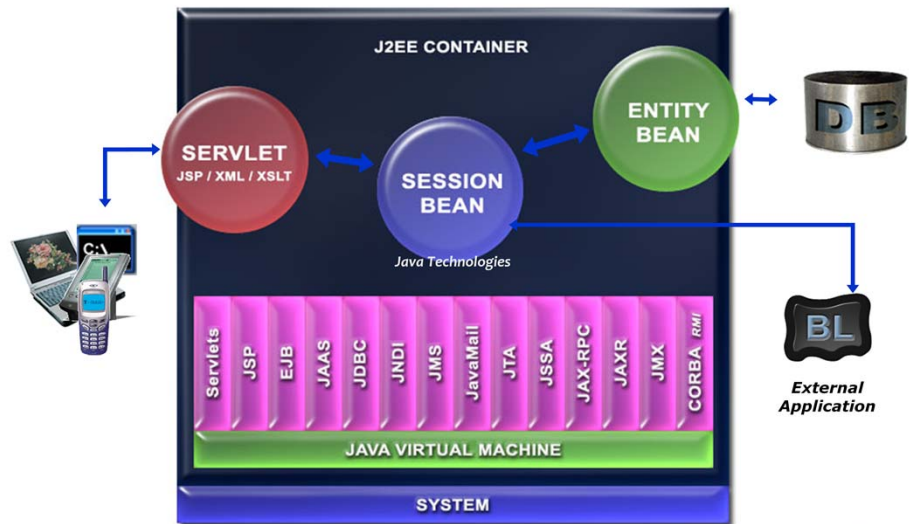 J2EE CONTAINER
SERVLET
JSP / XML / XSLT
SESSION
BEAN
ENTITY
BEAN
DB
C:\
Java Technologies
Servlets
JSP
EJB
JAAS
JDBC
JNDI
JMS
JavaMail
JTA
JSSA
JAX-RPC
JAXR
JMX
CORBA RMI
JAVA VIRTUAL MACHINE
SYSTEM
BL
External
Application